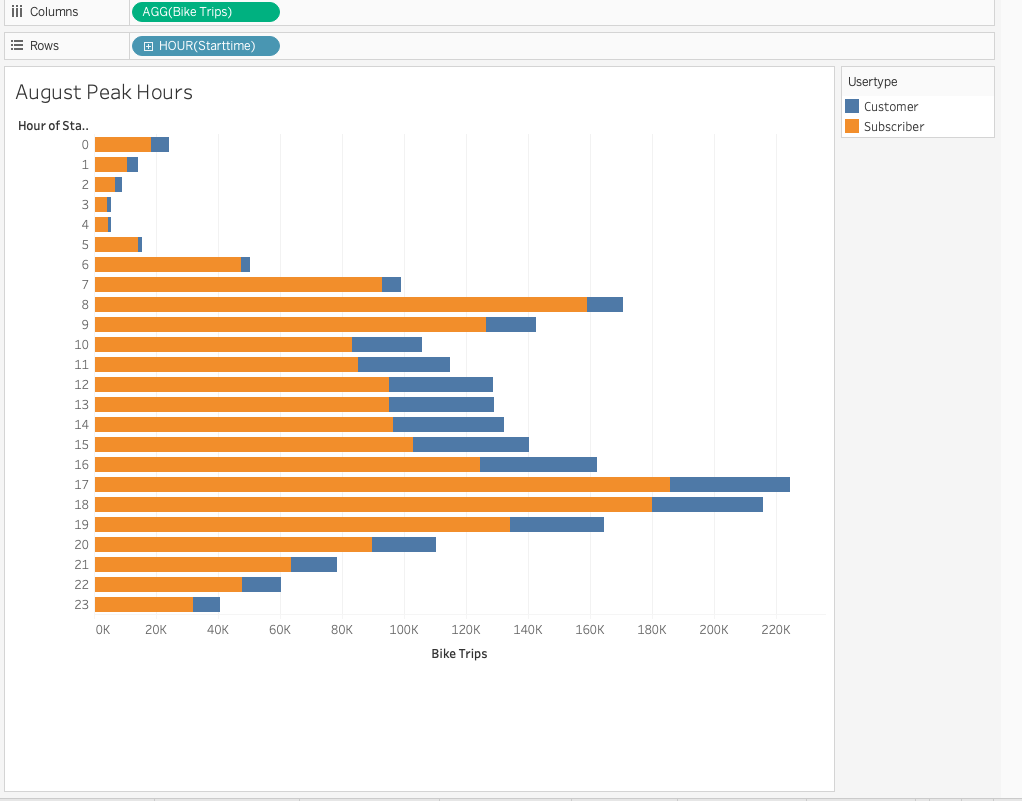 Columns AGG(Bike Trips)
Rows HOUR(Starttime)
August Peak Hours
Usertype
Customer
Subscriber
Hour of Sta..
0
1
2
3
4
5
6
7
8
9
10
11
12
13
14
15
16
17
18
19
20
21
22
23
0K 20K 40K 60K 80K 100K 120K 140K 160K 180K 200K 220K
Bike Trips